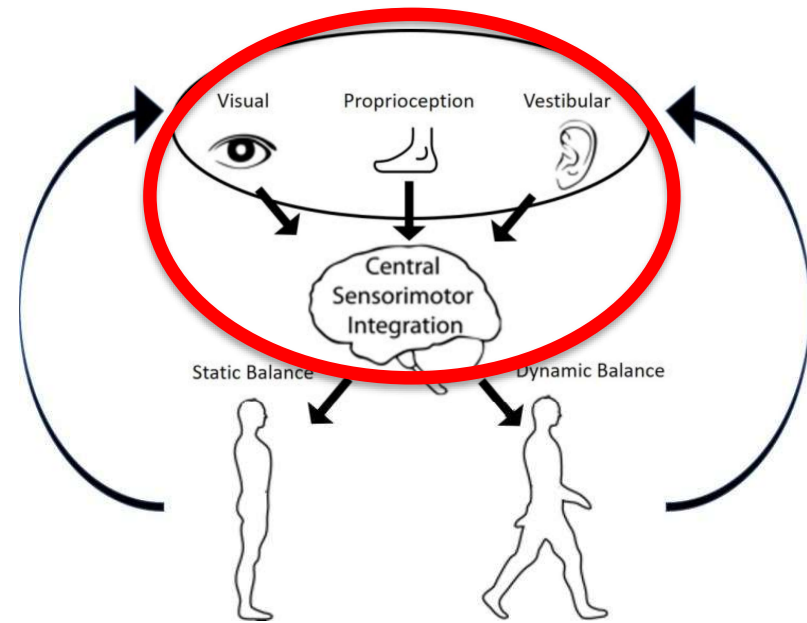 Visual
Proprioception
Vestibular
Central
Sensorimotor
Integration
Static Balance
Dynamic Balance